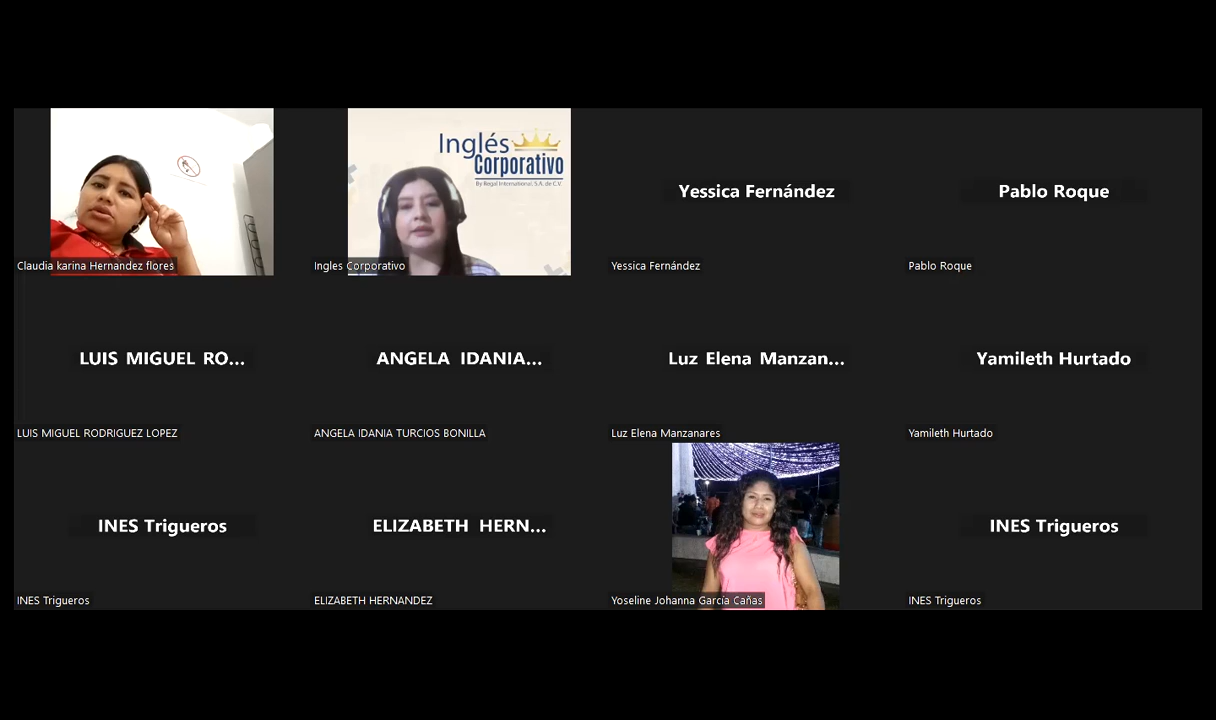 Inglés
Corporativo
By Regal International, S.A. de C.V.
Claudia karina Hernandez flores
Ingles Corporativo
Yessica Fernández
Yessica Fernández
Pablo Roque
Pablo Roque
LUIS MIGUEL RO...
LUIS MIGUEL RODRIGUEZ LOPEZ
ANGELA IDANIA...
ANGELA IDANIA TURCIOS BONILLA
Luz Elena Manzan...
Luz Elena Manzanares
Yamileth Hurtado
Yamileth Hurtado
INES Trigueros
INES Trigueros
ELIZABETH HERN...
ELIZABETH HERNANDEZ
Yoseline Johanna García Cañas
INES Trigueros
INES Trigueros